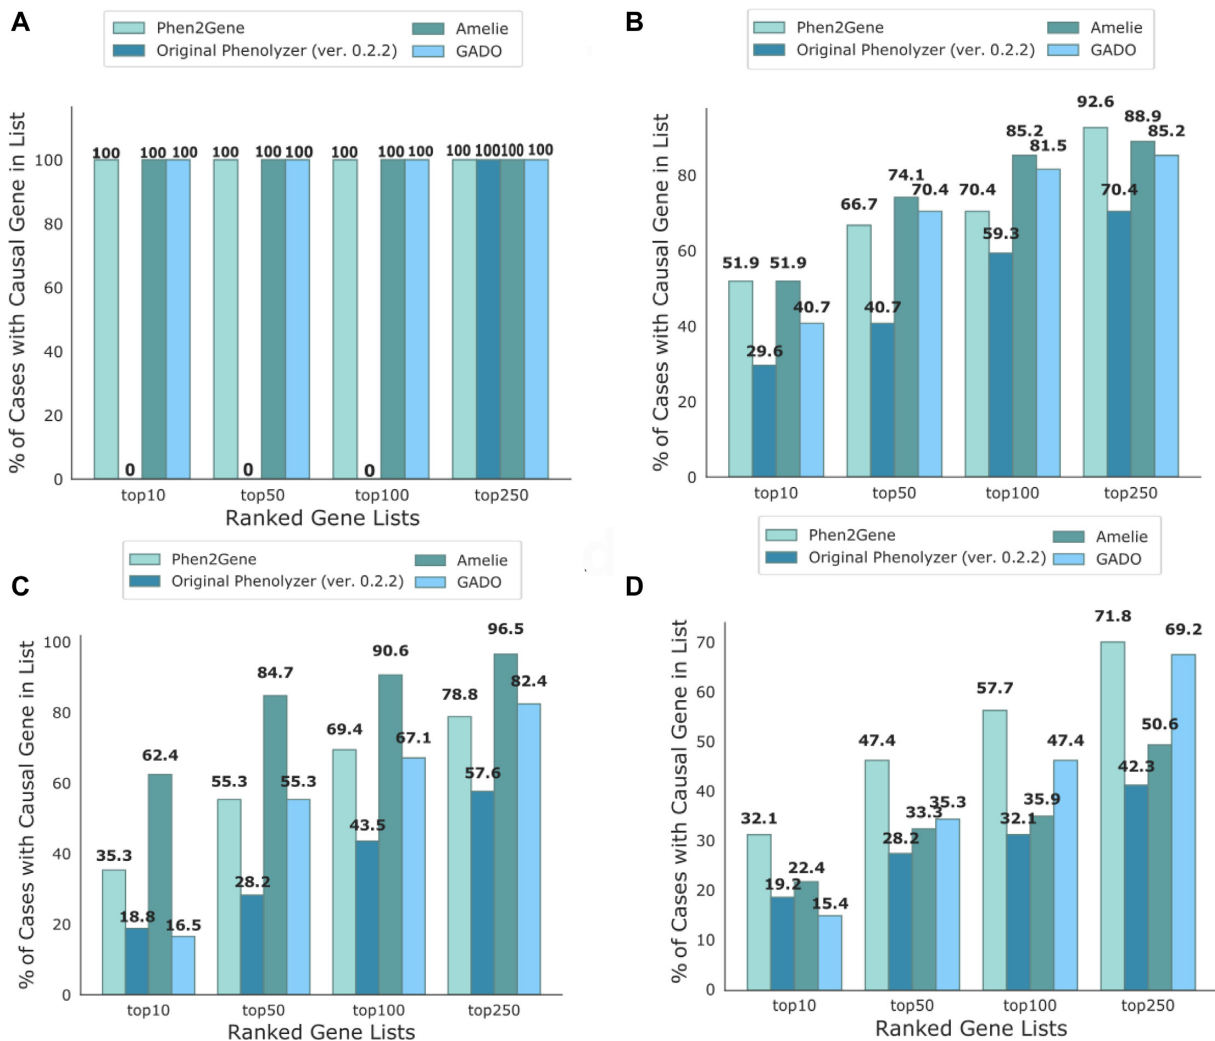 A
Phen2Gene
Original Phenolyzer (ver. 0.2.2)
Amelie
GADO
% of Cases with Causal Gene in List
100
80
60
40
20
0
100 0 100 100
100 0 100 100
100 0 100 100
100 100 100 100
top10 top50 top100 top250
Ranked Gene Lists
B
Phen2Gene
Original Phenolyzer (ver. 0.2.2)
Amelie
GADO
% of Cases with Causal Gene in List
80
60
40
20
0
51.9 29.6 51.9 40.7
66.7 40.7 74.1 70.4
70.4 59.3 85.2 81.5
92.6 70.4 88.9 85.2
top10 top50 top100 top250
C
Phen2Gene
Original Phenolyzer (ver. 0.2.2)
Amelie
GADO
% of Cases with Causal Gene in List
100
80
60
40
20
0
35.3 18.8 62.4 16.5
55.3 28.2 84.7 55.3
69.4 43.5 90.6 67.1
78.8 57.6 96.5 82.4
top10 top50 top100 top250
Ranked Gene Lists
D
Phen2Gene
Original Phenolyzer (ver. 0.2.2)
Amelie
GADO
% of Cases with Causal Gene in List
70
60
50
40
30
20
10
0
32.1 19.2 22.4 15.4
47.4 28.2 33.3 35.3
57.7 32.1 35.9 47.4
71.8 42.3 50.6 69.2
top10 top50 top100 top250
Ranked Gene Lists